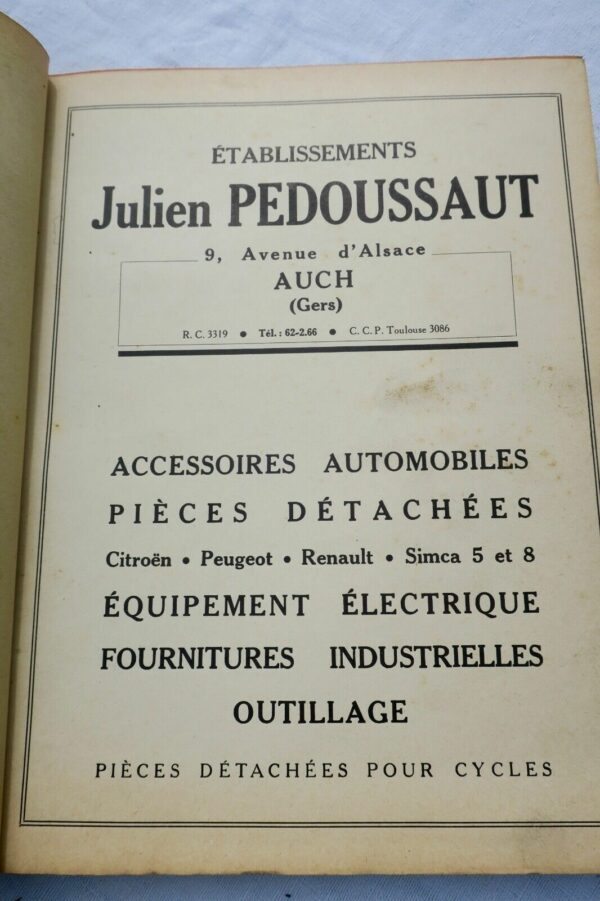 ÉTABLISSEMENTS
Julien PEDOUSSAUT
9, Avenue d'Alsace
AUCH
(Gers)
R. C. 3319 • Tél. : 62-2.66 • C. C. P. Toulouse 3086
ACCESSOIRES AUTOMOBILES
PIÈCES DÉTACHÉES
Citroën • Peugeot • Renault • Simca 5 et 8
ÉQUIPEMENT ÉLECTRIQUE
FOURNITURES INDUSTRIELLES
OUTILLAGE
PIÈCES DÉTACHÉES POUR CYCLES